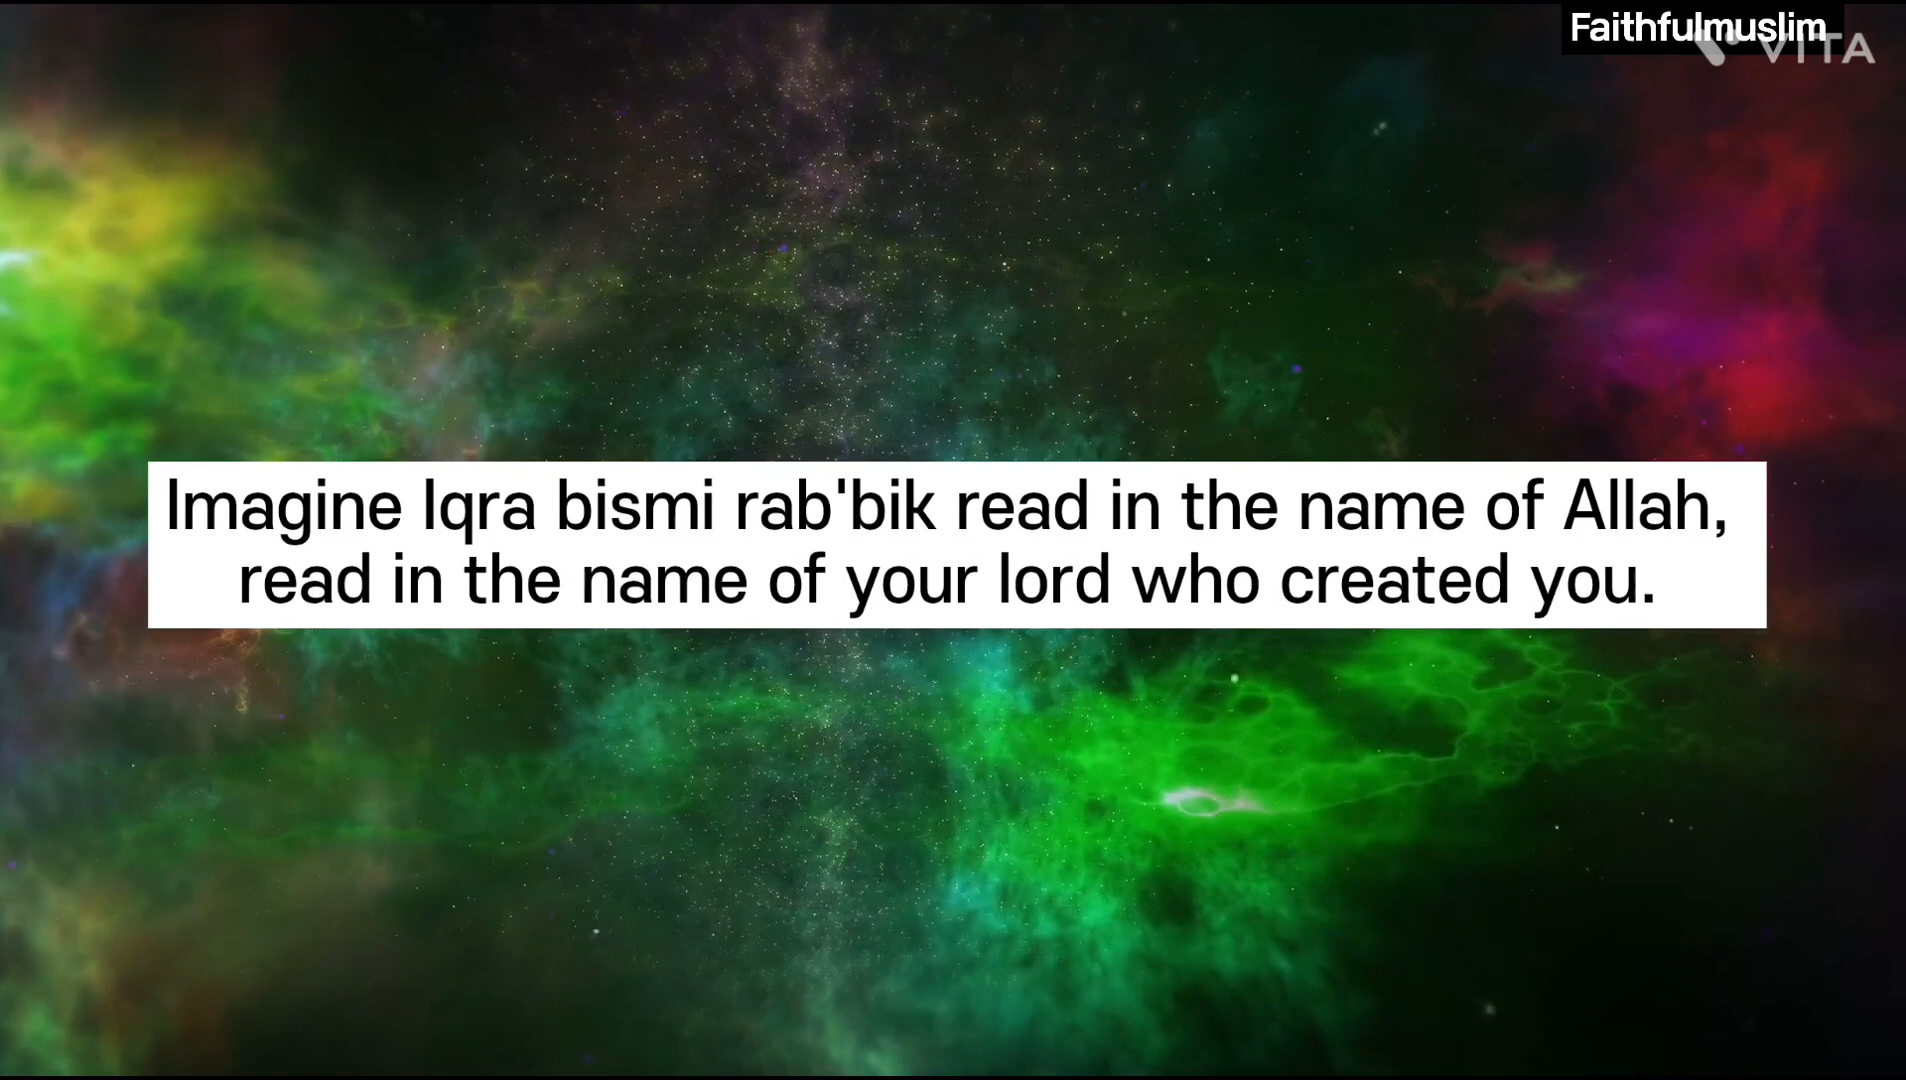 Faithfulmuslim
VITA
Imagine Iqra bismi rab'bik read in the name of Allah,
read in the name of your lord who created you.